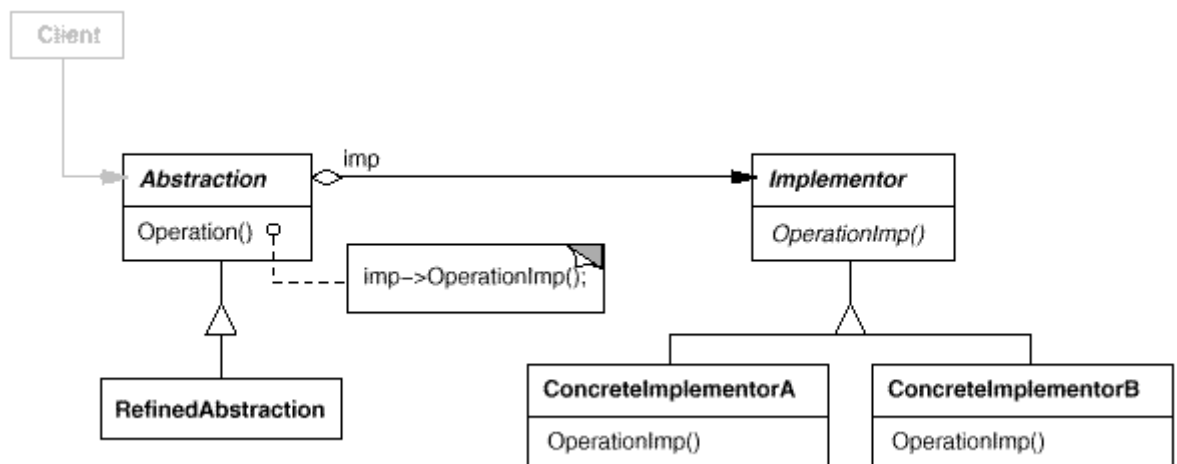 Client
imp
Abstraction
Implementor
Operation()
OperationImp()
imp->OperationImp();
RefinedAbstraction
ConcreteImplementorA
OperationImp()
ConcreteImplementorB
OperationImp()